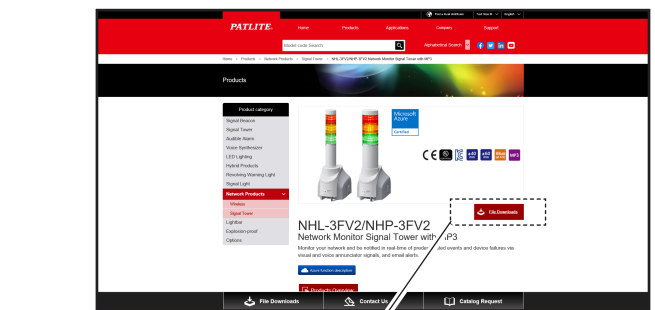 Find a local distributor
English
PATLITE®
Home
Products
Applications
Company
Support
Model code Search
Alphabetical Search
Home > Products > Network Products > Signal Tower > NHL-3FV2/NHP-3FV2 Network Monitor Signal Tower with MP3
Products
Product category
Signal Beacon
Signal Tower
Audible Alarm
Voice Synthesizer
LED Lighting
Hybrid Products
Revolving Warning Light
Signal Light
Network Products
Wireless
Signal Tower
Lightbar
Explosion-proof
Options
Microsoft
Azure
Certified
CE
MP3
File Downloads
NHL-3FV2/NHP-3FV2
Network Monitor Signal Tower with MP3
Monitor your network and be notified in real-time of events and device failures via
visual and voice annunciator signals, and email alerts.
Azure function description
Products Overview
File Downloads
Contact Us
Catalog Request